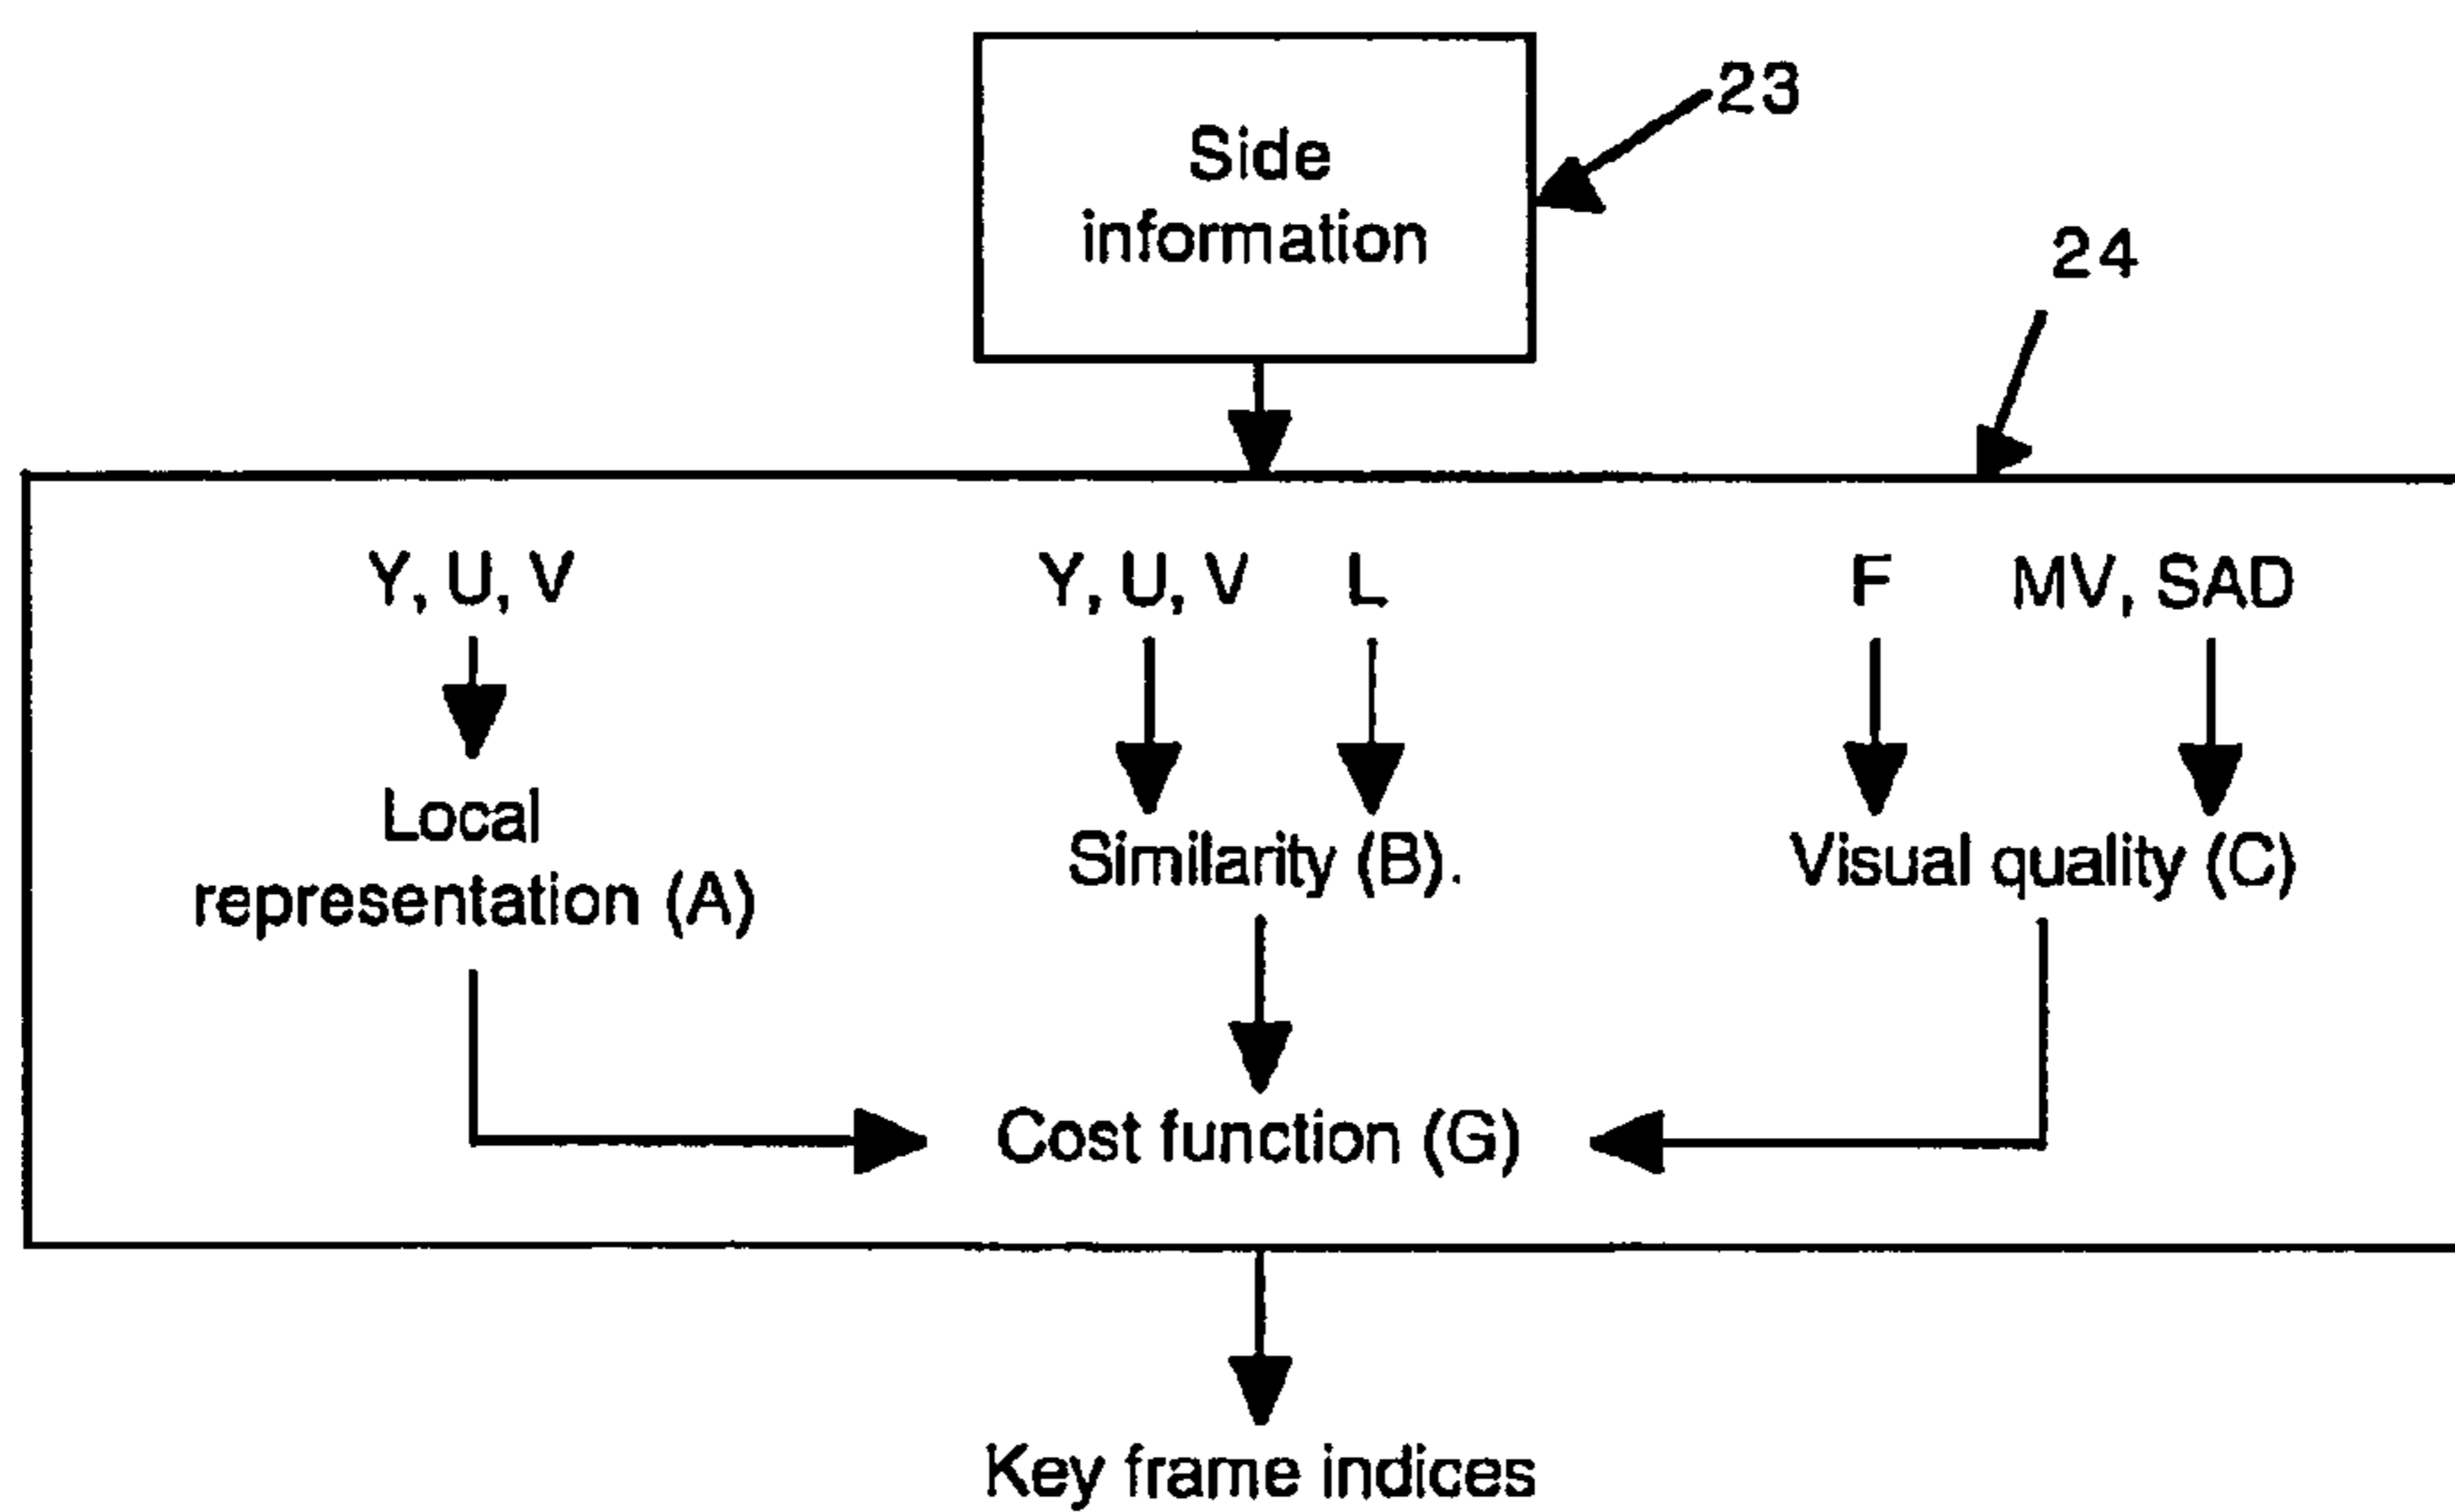 Side
information
23
24
Y, U, V
Y, U, V
L
F
MV, SAD
Local
representation (A)
Similarity (B).
Visual quality (C)
Cost function (G)
Key frame indices